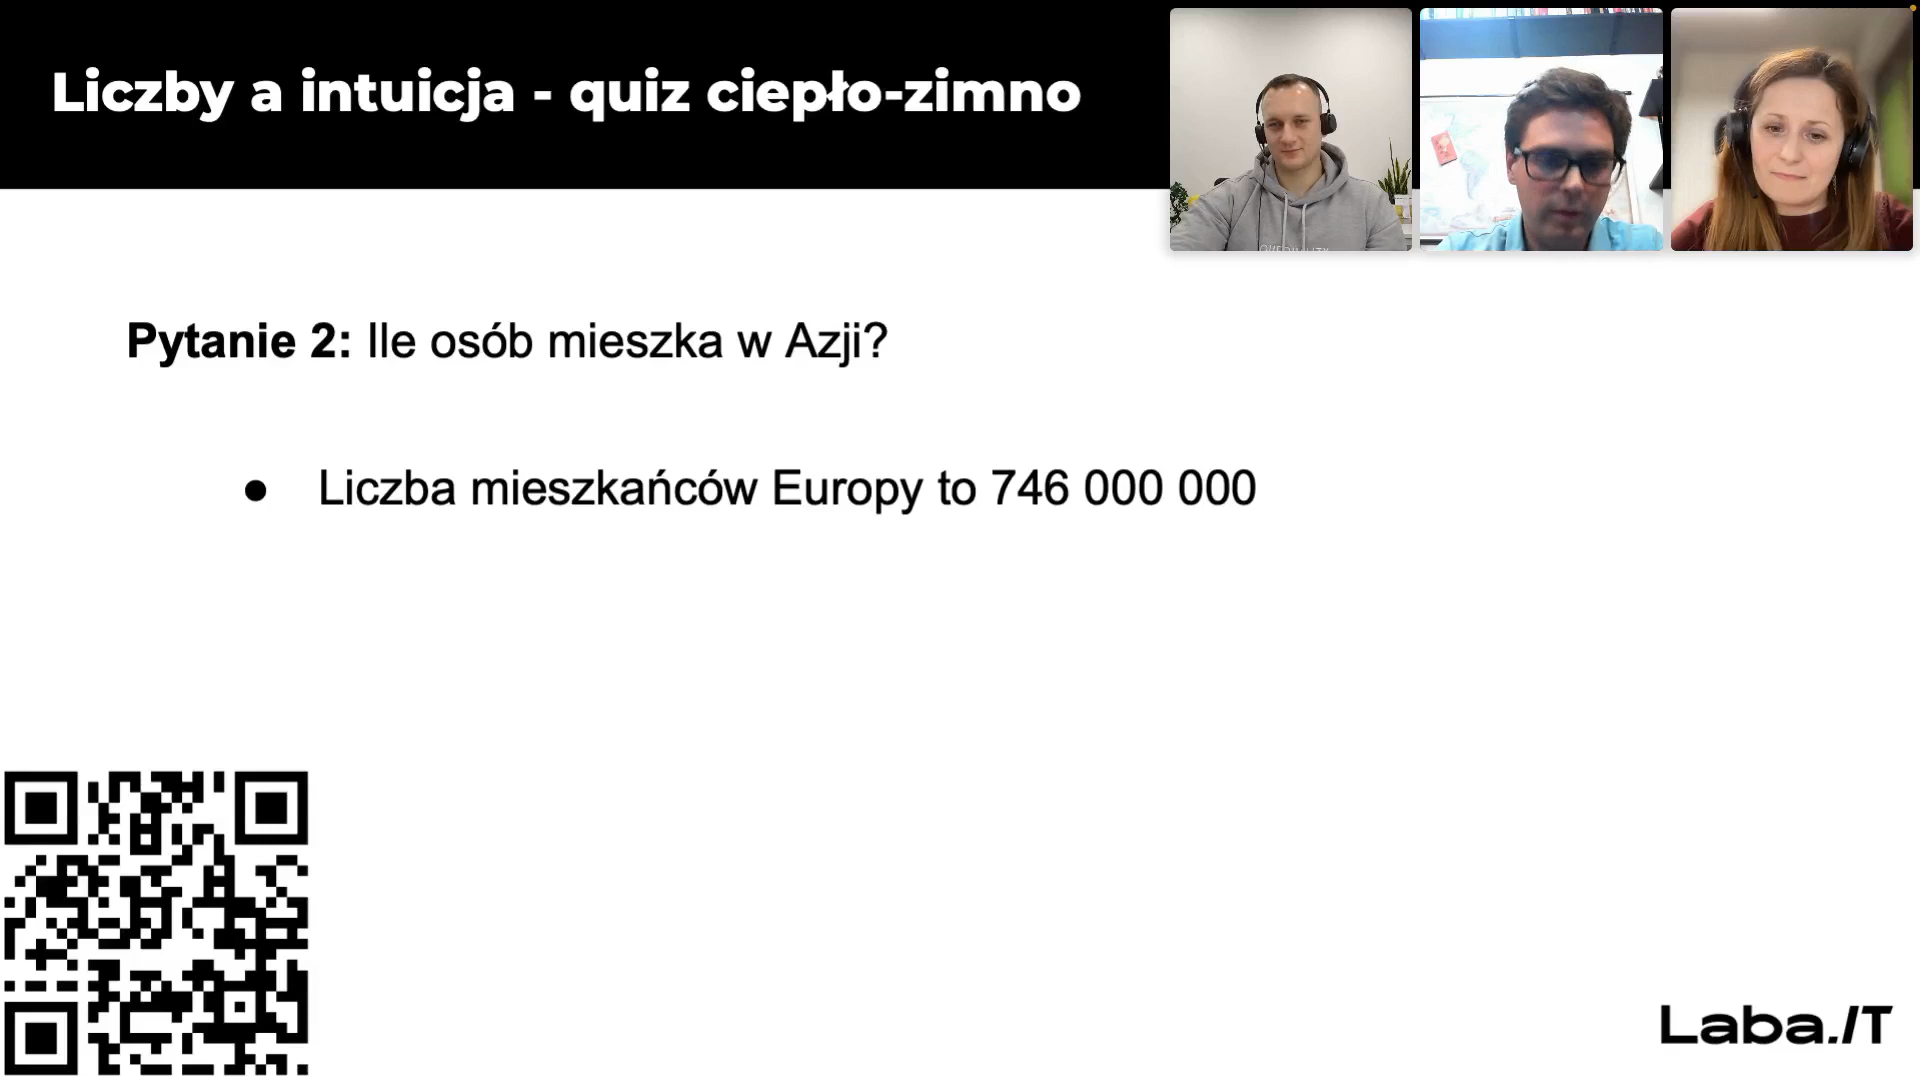 Liczby a intuicja - quiz ciepło-zimno
Pytanie 2: Ile osób mieszka w Azji?
● Liczba mieszkańców Europy to 746 000 000
Laba./IT